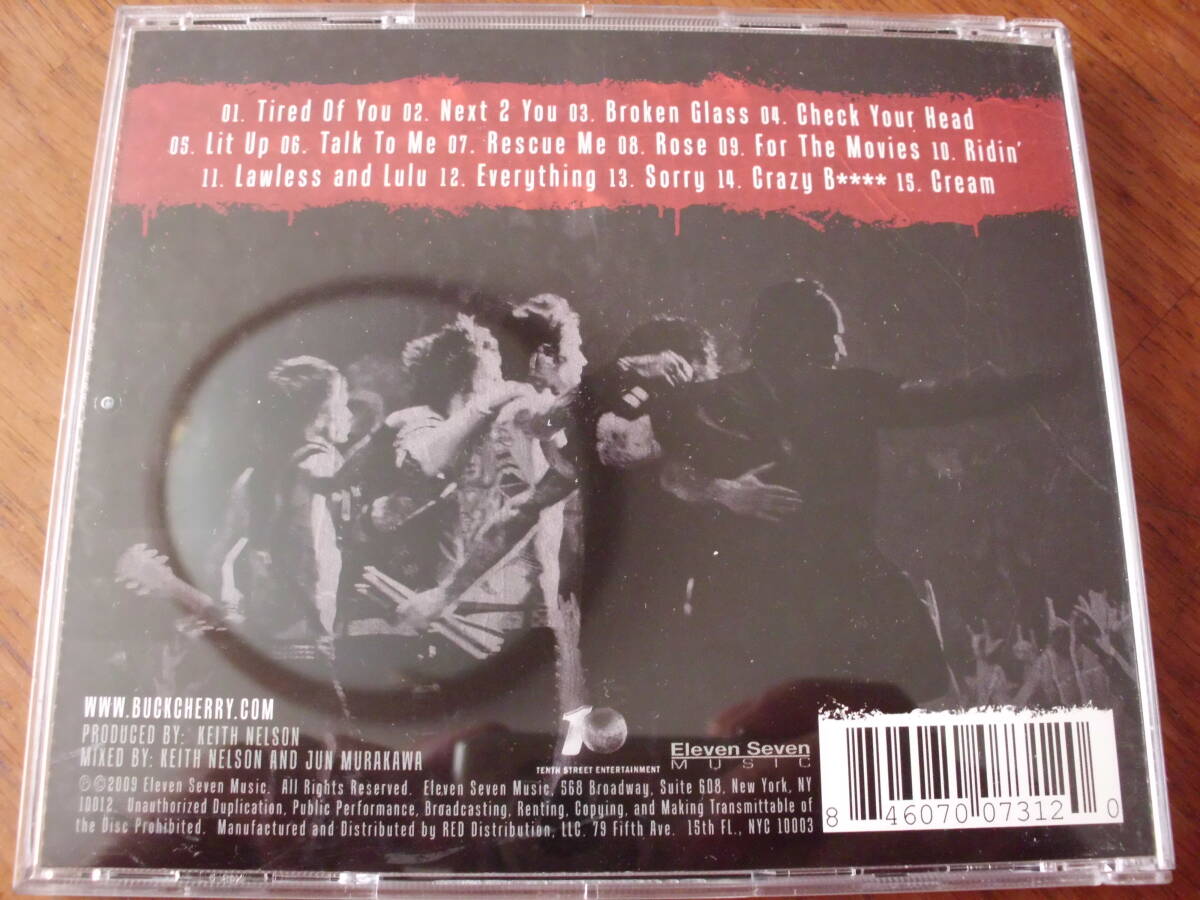 01. Tired Of You 02. Next 2 You 03. Broken Glass 04. Check Your Head
05. Lit Up 06. Talk To Me 07. Rescue Me 08. Rose 09. For The Movies 10. Ridin'
11. Lawless and Lulu 12. Everything 13. Sorry 14. Crazy B**** 15. Cream
WWW.BUCKCHERRY.COM
PRODUCED BY: KEITH NELSON
MIXED BY: KEITH NELSON AND JUN MURAKAWA
10
TENTH STREET ENTERTAINMENT
Eleven Seven
MUSIC
℗©2009 Eleven Seven Music. All Rights Reserved. Eleven Seven Music, 568 Broadway, Suite 608, New York, NY
10012. Unauthorized Duplication, Public Performance, Broadcasting, Renting, Copying, and Making Transmittable of
the Disc Prohibited. Manufactured and Distributed by RED Distribution, LLC. 79 Fifth Ave. 15th FL., NYC 10003
8 46070 07312 0